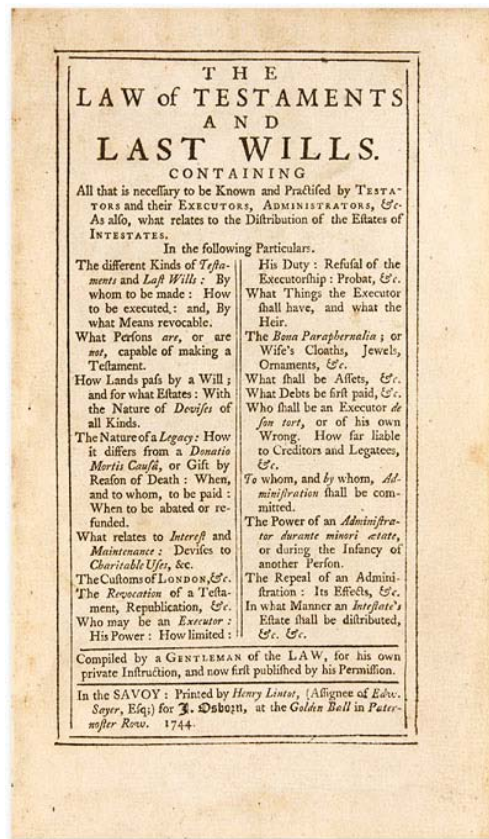 THE
LAW of TESTAMENTS
AND
LAST WILLS.
CONTAINING
All that is neceſſary to be Known and Practiſed by TESTA-
TORS and their EXECUTORS, ADMINISTRATORS, &c.
As alſo, what relates to the Diſtribution of the Eſtates of
INTESTATES.
In the following Particulars.
The different Kinds of Teſta-
ments and Laſt Wills: By
whom to be made: How
to be executed: and, By
what Means revocable.
What Perſons are, or are
not, capable of making a
Teſtament.
How Lands paſs by a Will;
and for what Eſtates: With
the Nature of Deviſes of
all Kinds.
The Nature of a Legacy: How
it differs from a Donatio
Mortis Cauſâ, or Gift by
Reaſon of Death: When,
and to whom, to be paid:
When to be abated or re-
funded.
What relates to Intereſt and
Maintenance: Deviſes to
Charitable Uſes, &c.
The Cuſtoms of LONDON, &c.
The Revocation of a Teſta-
ment, Republication, &c.
Who may be an Executor:
His Power: How limited:
His Duty: Refuſal of the
Executorſhip: Probat, &c.
What Things the Executor
ſhall have, and what the
Heir.
The Bona Paraphernalia; or
Wife's Cloaths, Jewels,
Ornaments, &c.
What ſhall be Aſſets, &c.
What Debts be firſt paid, &c.
Who ſhall be an Executor de
ſon tort, or of his own
Wrong. How far liable
to Creditors and Legatees,
&c.
To whom, and by whom, Ad-
miniſtration ſhall be com-
mitted.
The Power of an Adminiſtra-
tor durante minori ætate,
or during the Infancy of
another Perſon.
The Repeal of an Admini-
ſtration: Its Effects, &c.
In what Manner an Inteſtate's
Eſtate ſhall be diſtributed,
&c. &c.
Compiled by a GENTLEMAN of the LAW, for his own
private Inſtruction, and now firſt publiſhed by his Permiſſion.
In the SAVOY: Printed by Henry Lintot, (Aſſignee of Edw.
Sayer, Eſq;) for J. Osborn, at the Golden Ball in Pater-
noſter Row. 1744.